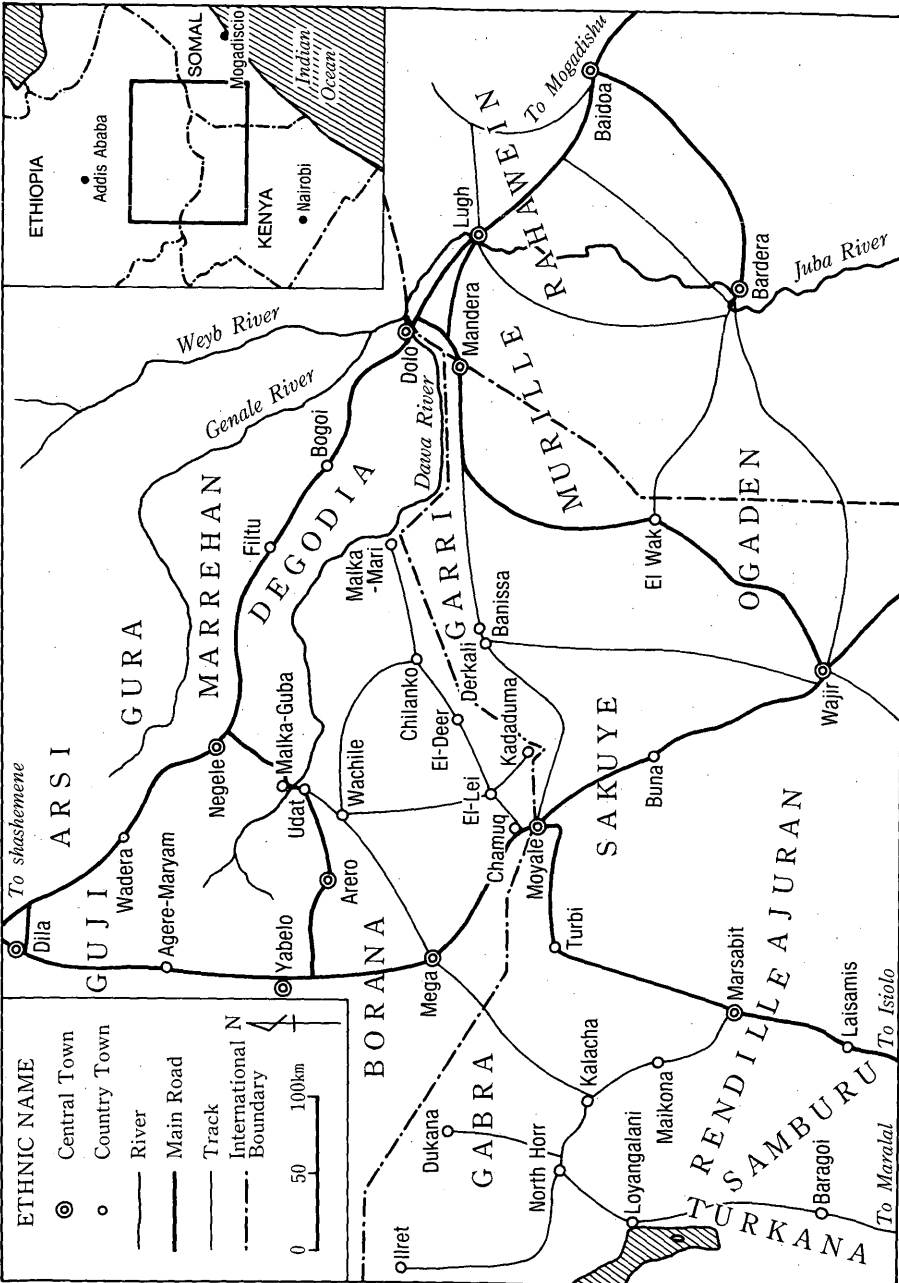 ETHNIC NAME
Central Town
Country Town
River
Main Road
Track
International
Boundary
N
0 50 100km
ETHIOPIA
Addis Ababa
SOMAL
Mogadiscio
Indian
Ocean
KENYA
Nairobi
To shashemene
Dila
GUJI
ARSI
Wadera
Agere-Maryam
GURA
Negele
MARREHAN
Yabelo
Malka-Guba
Udat
Arero
Filtu
DEGODIA
Bogoi
Genale River
Weyb River
BORANA
Wachile
Malka
-Mari
Dawa River
Dolo
Mega
Chilanko
El-Deer
El-Lei
Kadaduma
Derkali
Banissa
GARRI
Mandera
Lugh
RAHAWEIN
To Mogadishu
Baidoa
Chamuq
Moyale
MURILLE
GABRA
Dukana
Ilret
North Horr
Kalacha
Turbi
SAKUYE
Buna
El Wak
Bardera
Juba River
Maikona
Loyangalani
Marsabit
OGADEN
Wajir
RENDILLE
AJURAN
SAMBURU
TURKANA
Baragoi
Laisamis
To Maralal
To Isiolo